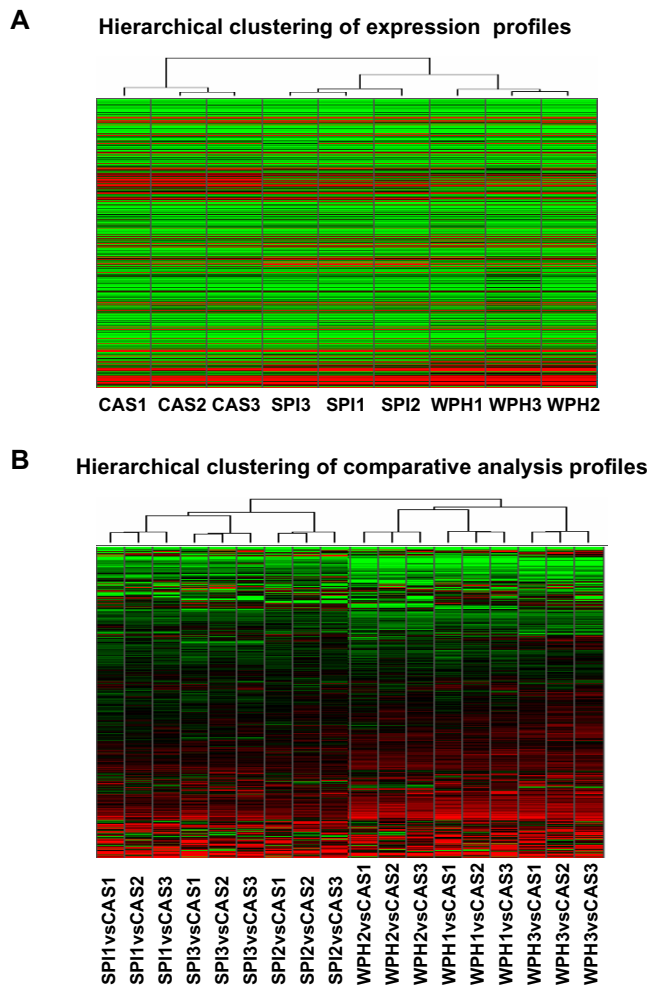 A
Hierarchical clustering of expression profiles
CAS1 CAS2 CAS3 SPI3 SPI1 SPI2 WPH1 WPH3 WPH2
B
Hierarchical clustering of comparative analysis profiles
SPI1vsCAS1
SPI1vsCAS2
SPI1vsCAS3
SPI3vsCAS1
SPI3vsCAS2
SPI3vsCAS3
SPI2vsCAS1
SPI2vsCAS2
SPI2vsCAS3
WPH2vsCAS1
WPH2vsCAS2
WPH2vsCAS3
WPH1vsCAS1
WPH1vsCAS2
WPH1vsCAS3
WPH3vsCAS1
WPH3vsCAS2
WPH3vsCAS3